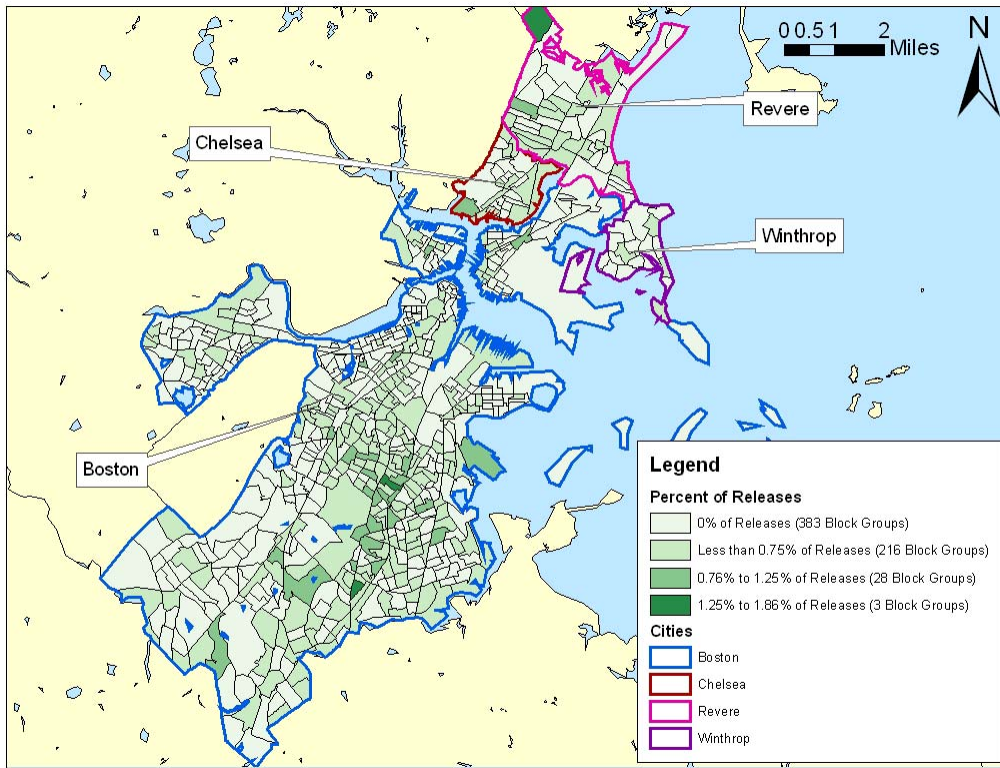 0 0.5 1 2
Miles
N
Revere
Chelsea
Winthrop
Boston
Legend
Percent of Releases
0% of Releases (383 Block Groups)
Less than 0.75% of Releases (216 Block Groups)
0.76% to 1.25% of Releases (28 Block Groups)
1.25% to 1.86% of Releases (3 Block Groups)
Cities
Boston
Chelsea
Revere
Winthrop